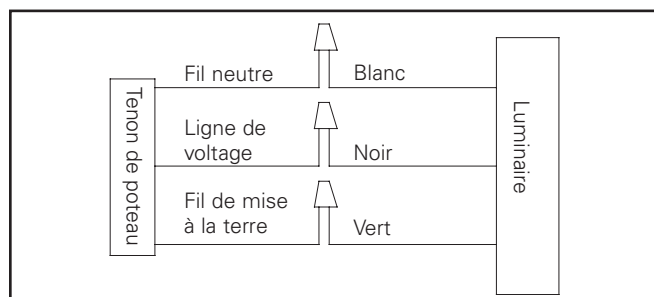 Tenon de poteau
Fil neutre
Blanc
Ligne de
voltage
Noir
Fil de mise
à la terre
Vert
Luminaire